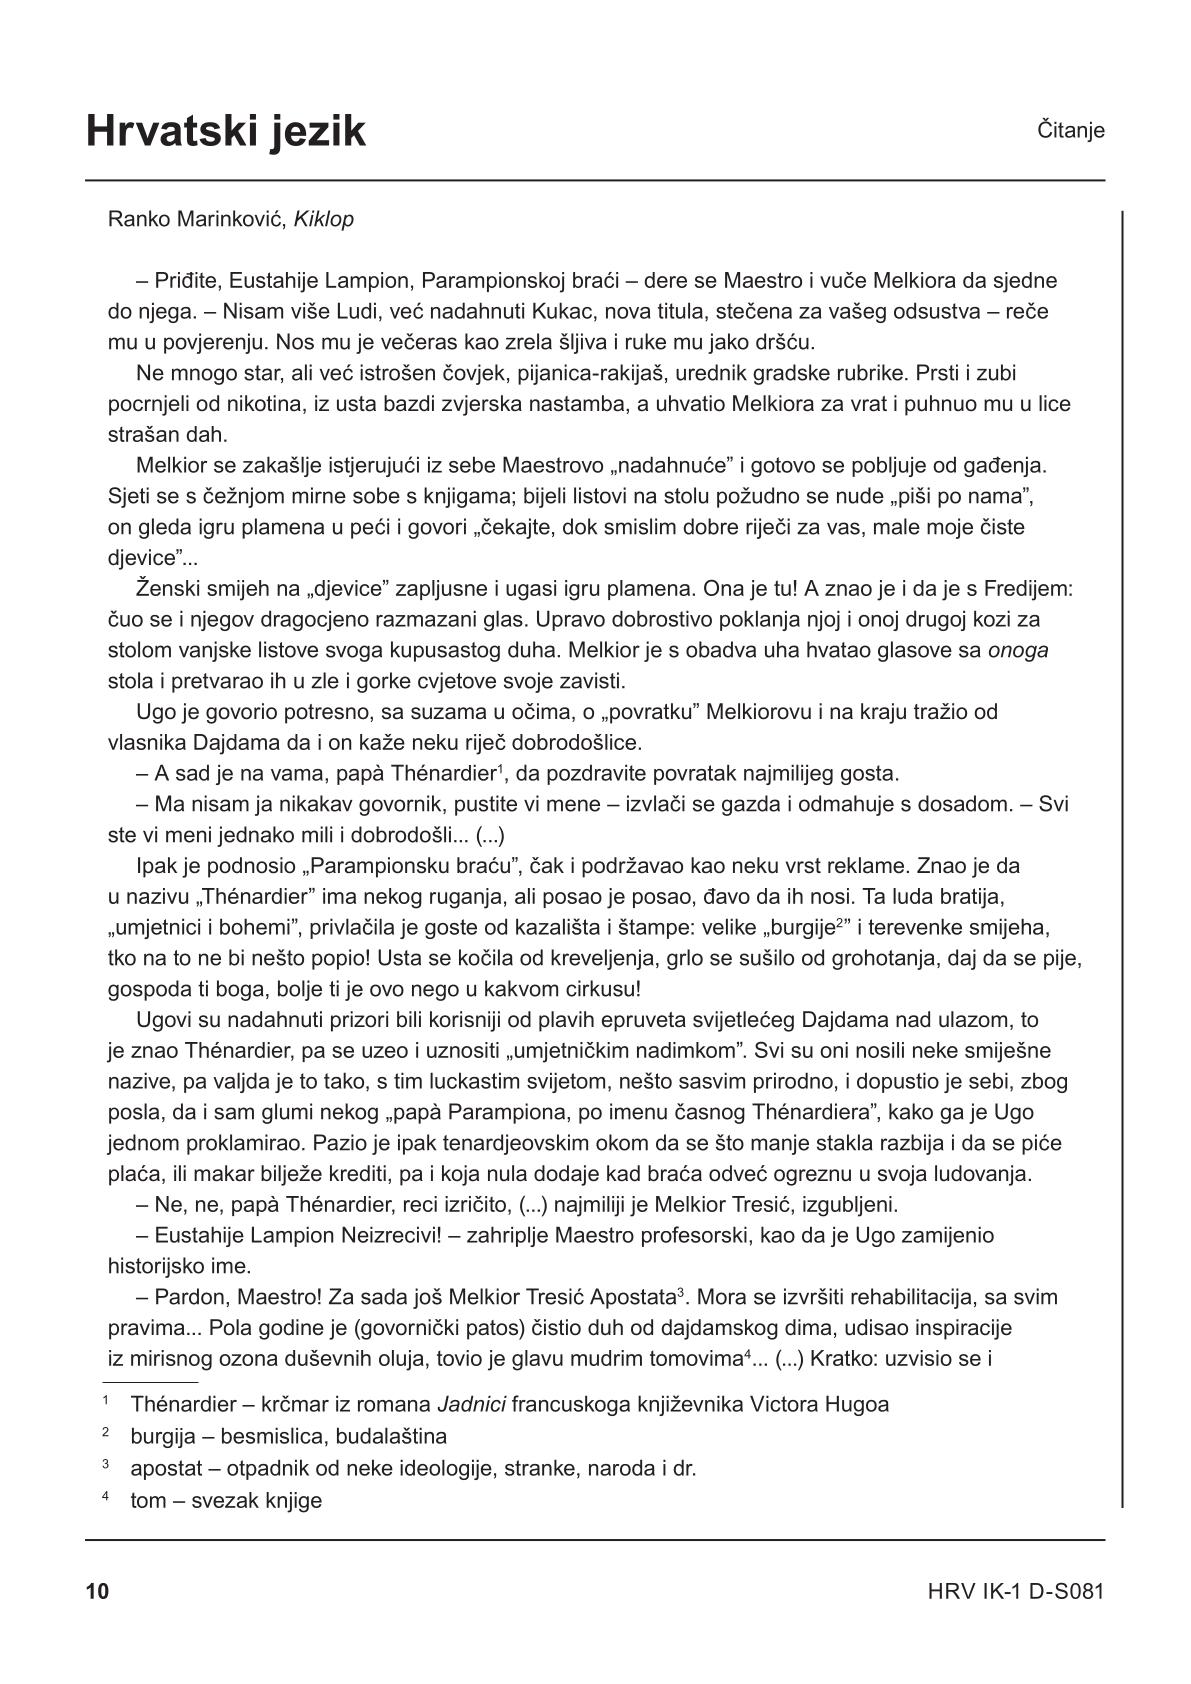 Hrvatski jezik
Čitanje
Ranko Marinković, Kiklop
– Priđite, Eustahije Lampion, Parampionskoj braći – dere se Maestro i vuče Melkiora da sjedne
do njega. – Nisam više Ludi, već nadahnuti Kukac, nova titula, stečena za vašeg odsustva – reče
mu u povjerenju. Nos mu je večeras kao zrela šljiva i ruke mu jako dršću.
Ne mnogo star, ali već istrošen čovjek, pijanica-rakijaš, urednik gradske rubrike. Prsti i zubi
pocrnjeli od nikotina, iz usta bazdi zvjerska nastamba, a uhvatio Melkiora za vrat i puhnuo mu u lice
strašan dah.
Melkior se zakašlje istjerujući iz sebe Maestrovo „nadahnuće” i gotovo se pobljuje od gađenja.
Sjeti se s čežnjom mirne sobe s knjigama; bijeli listovi na stolu požudno se nude „piši po nama”,
on gleda igru plamena u peći i govori „čekajte, dok smislim dobre riječi za vas, male moje čiste
djevice”...
Ženski smijeh na „djevice” zapljusne i ugasi igru plamena. Ona je tu! A znao je i da je s Fredijem:
čuo se i njegov dragocjeno razmazani glas. Upravo dobrostivo poklanja njoj i onoj drugoj kozi za
stolom vanjske listove svoga kupusastog duha. Melkior je s obadva uha hvatao glasove sa onoga
stola i pretvarao ih u zle i gorke cvjetove svoje zavisti.
Ugo je govorio potresno, sa suzama u očima, o „povratku” Melkiorovu i na kraju tražio od
vlasnika Dajdama da i on kaže neku riječ dobrodošlice.
– A sad je na vama, papà Thénardier¹, da pozdravite povratak najmilijeg gosta.
– Ma nisam ja nikakav govornik, pustite vi mene – izvlači se gazda i odmahuje s dosadom. – Svi
ste vi meni jednako mili i dobrodošli... (...)
Ipak je podnosio „Parampionsku braću”, čak i podržavao kao neku vrst reklame. Znao je da
u nazivu „Thénardier” ima nekog ruganja, ali posao je posao, đavo da ih nosi. Ta luda bratija,
„umjetnici i bohemi”, privlačila je goste od kazališta i štampe: velike „burgije²” i terevenke smijeha,
tko na to ne bi nešto popio! Usta se kočila od kreveljenja, grlo se sušilo od grohotanja, daj da se pije,
gospoda ti boga, bolje ti je ovo nego u kakvom cirkusu!
Ugovi su nadahnuti prizori bili korisniji od plavih epruveta svijetlećeg Dajdama nad ulazom, to
je znao Thénardier, pa se uzeo i uznositi „umjetničkim nadimkom”. Svi su oni nosili neke smiješne
nazive, pa valjda je to tako, s tim luckastim svijetom, nešto sasvim prirodno, i dopustio je sebi, zbog
posla, da i sam glumi nekog „papà Parampiona, po imenu časnog Thénardiera”, kako ga je Ugo
jednom proklamirao. Pazio je ipak tenardjeovskim okom da se što manje stakla razbija i da se piće
plaća, ili makar bilježe krediti, pa i koja nula dodaje kad braća odveć ogreznu u svoja ludovanja.
– Ne, ne, papà Thénardier, reci izričito, (...) najmiliji je Melkior Tresić, izgubljeni.
– Eustahije Lampion Neizrecivi! – zahriplje Maestro profesorski, kao da je Ugo zamijenio
historijsko ime.
– Pardon, Maestro! Za sada još Melkior Tresić Apostata³. Mora se izvršiti rehabilitacija, sa svim
pravima... Pola godine je (govornički patos) čistio duh od dajdamskog dima, udisao inspiracije
iz mirisnog ozona duševnih oluja, tovio je glavu mudrim tomovima⁴... (...) Kratko: uzvisio se i
¹ Thénardier – krčmar iz romana Jadnici francuskoga književnika Victora Hugoa
² burgija – besmislica, budalaština
³ apostat – otpadnik od neke ideologije, stranke, naroda i dr.
⁴ tom – svezak knjige
10
HRV IK-1 D-S081